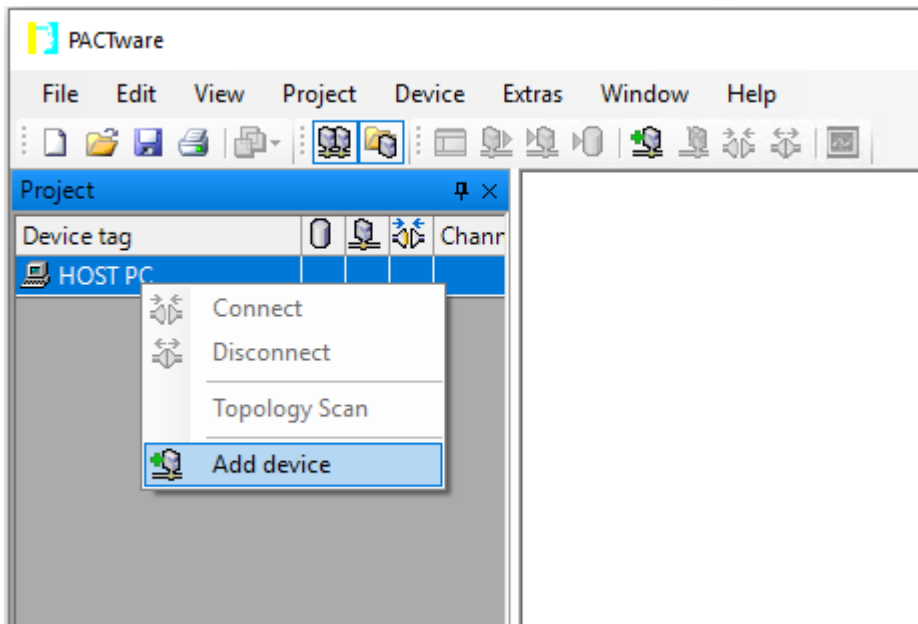 PACTware
File Edit View Project Device Extras Window Help
Project
Device tag Chann
HOST PC
Connect
Disconnect
Topology Scan
Add device